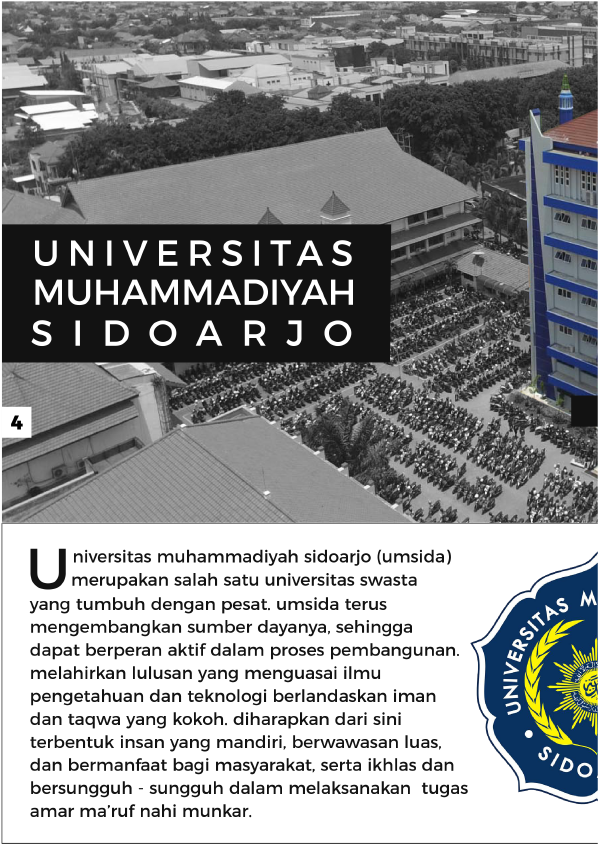 UNIVERSITAS
MUHAMMADIYAH
SIDOARJO
4
Universitas muhammadiyah sidoarjo (umsida)
merupakan salah satu universitas swasta
yang tumbuh dengan pesat. umsida terus
mengembangkan sumber dayanya, sehingga
dapat berperan aktif dalam proses pembangunan.
melahirkan lulusan yang menguasai ilmu
pengetahuan dan teknologi berlandaskan iman
dan taqwa yang kokoh. diharapkan dari sini
terbentuk insan yang mandiri, berwawasan luas,
dan bermanfaat bagi masyarakat, serta ikhlas dan
bersungguh - sungguh dalam melaksanakan  tugas
amar ma'ruf nahi munkar.
UNIVERSITAS M
SIDO